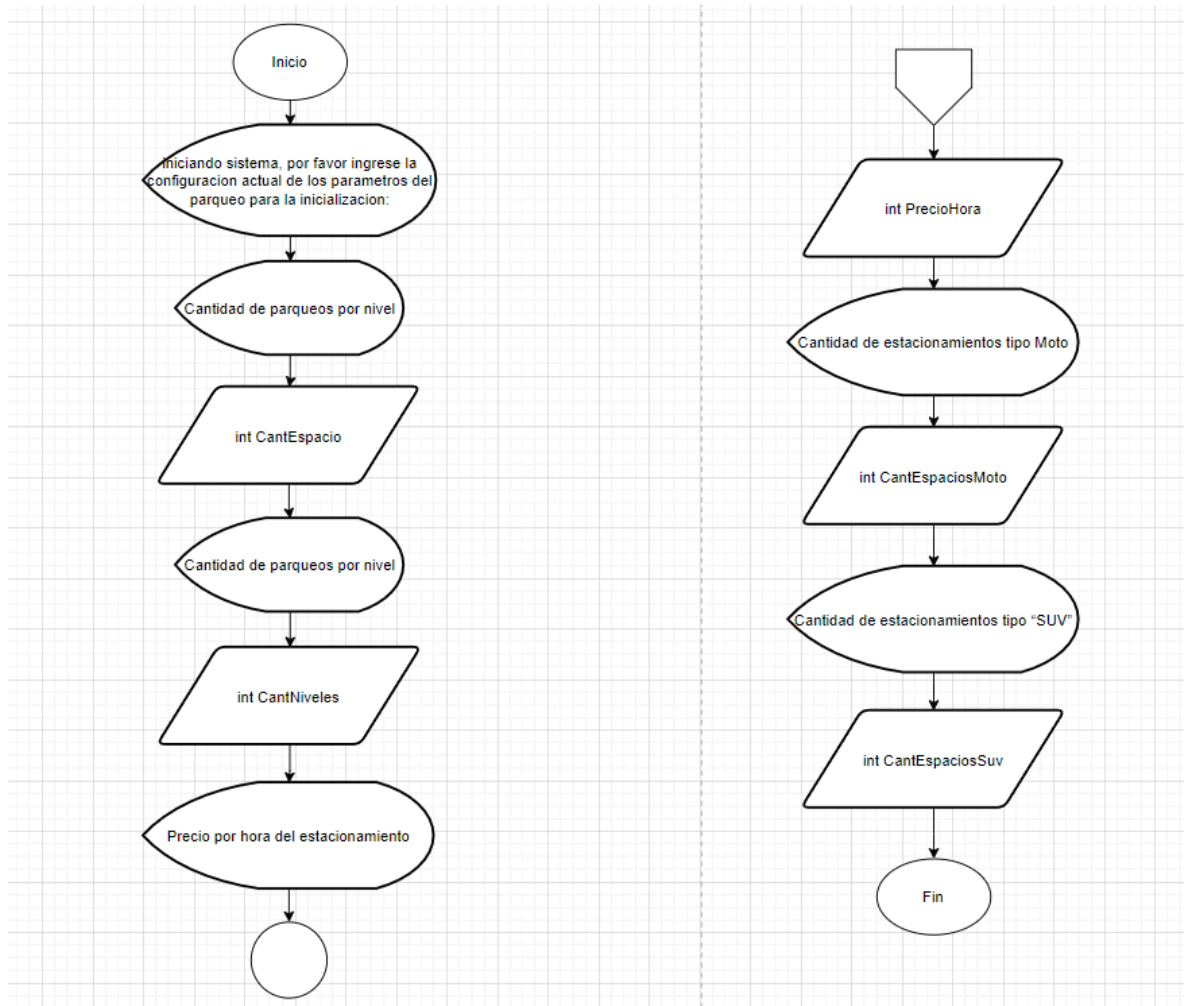 Inicio
Iniciando sistema, por favor ingrese la
configuracion actual de los parametros del
parqueo para la inicializacion:
Cantidad de parqueos por nivel
int CantEspacio
Cantidad de parqueos por nivel
int CantNiveles
Precio por hora del estacionamiento
int PrecioHora
Cantidad de estacionamientos tipo Moto
int CantEspaciosMoto
Cantidad de estacionamientos tipo “SUV”
int CantEspaciosSuv
Fin